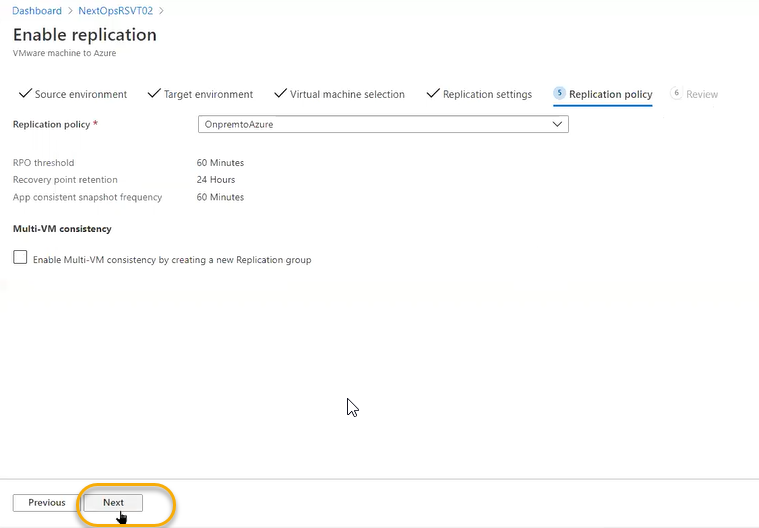 Dashboard > NextOpsRSVT02 >
Enable replication
VMware machine to Azure
Source environment Target environment Virtual machine selection Replication settings 5 Replication policy 6 Review
Replication policy * OnpremtoAzure
RPO threshold 60 Minutes
Recovery point retention 24 Hours
App consistent snapshot frequency 60 Minutes
Multi-VM consistency
Enable Multi-VM consistency by creating a new Replication group
Previous Next